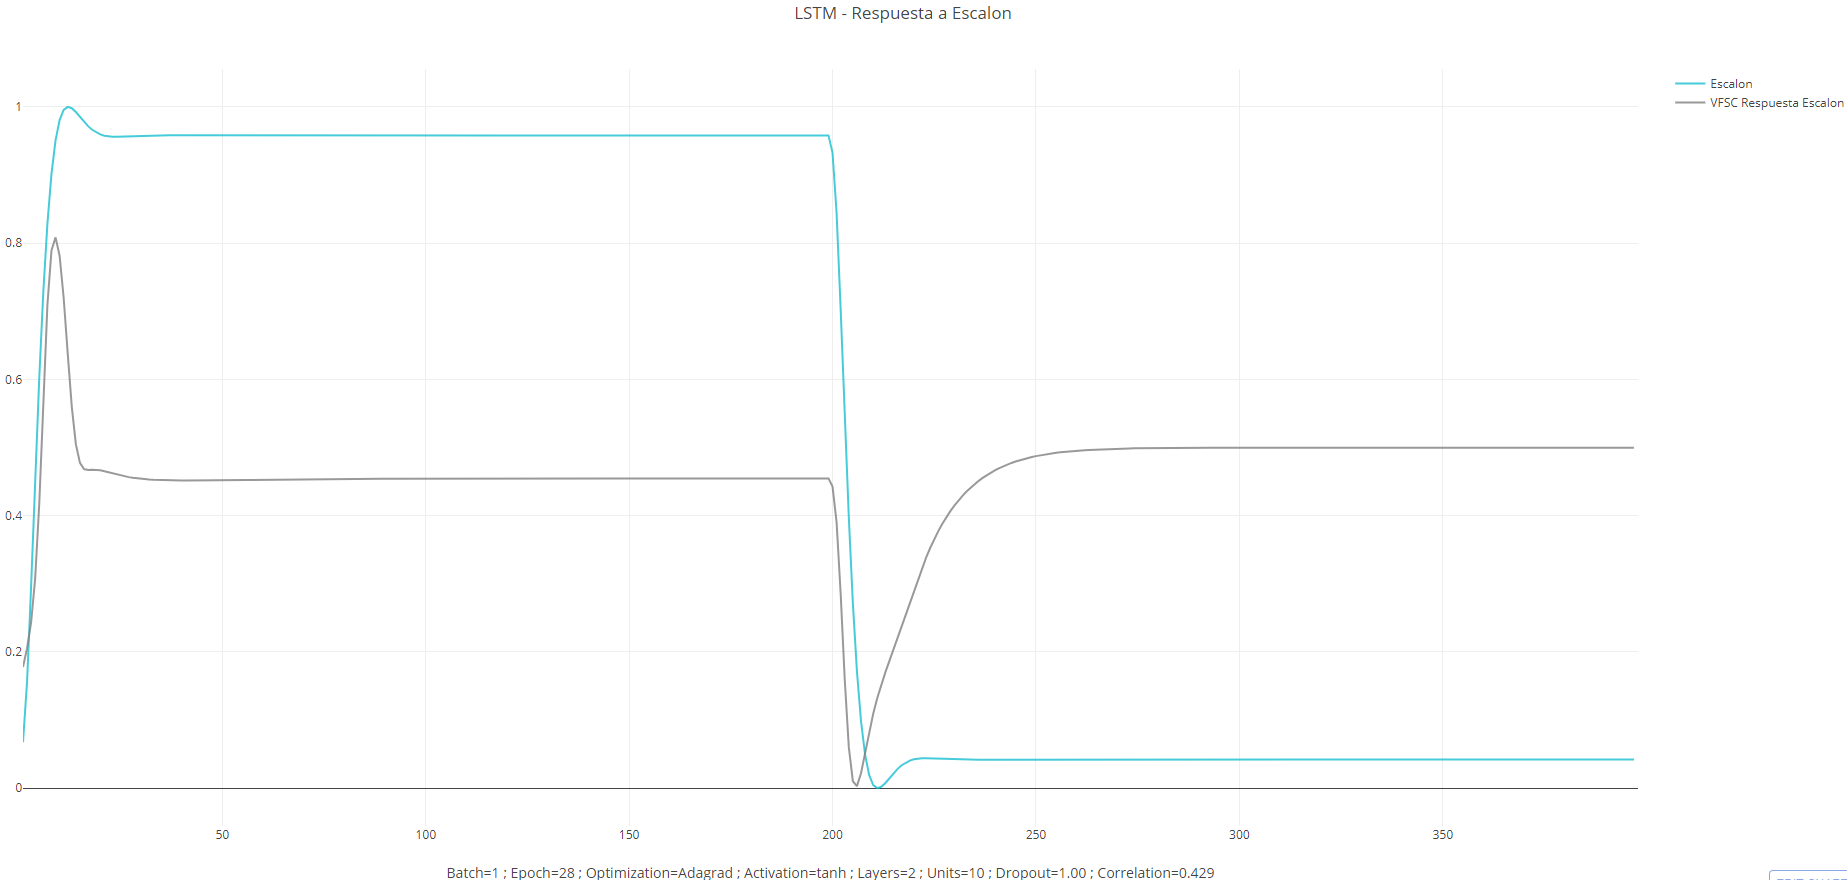 LSTM - Respuesta a Escalon
Escalon
VFSC Respuesta Escalon
1
0.8
0.6
0.4
0.2
0
50 100 150 200 250 300 350
Batch=1 ; Epoch=28 ; Optimization=Adagrad ; Activation=tanh ; Layers=2 ; Units=10 ; Dropout=1.00 ; Correlation=0.429